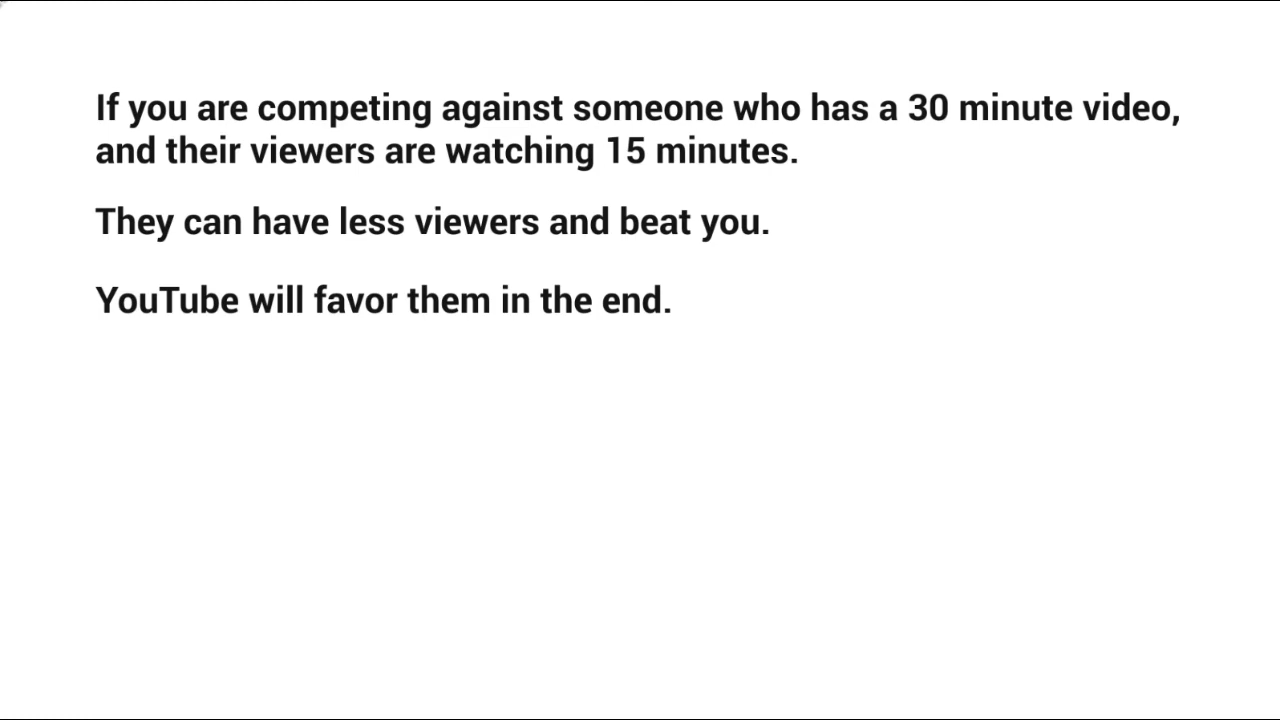 If you are competing against someone who has a 30 minute video,
and their viewers are watching 15 minutes.
They can have less viewers and beat you.
YouTube will favor them in the end.